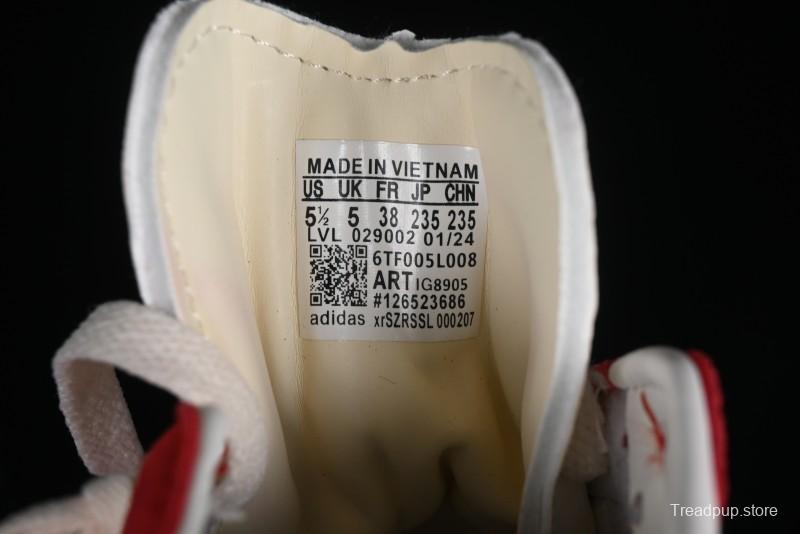 MADE IN VIETNAM
US UK FR JP CHN
5½ 5 38 235 235
LVL 029002 01/24
6TF005L008
ART IG8905
#126523686
adidas xrSZRSSL 000207
Treadpup.store